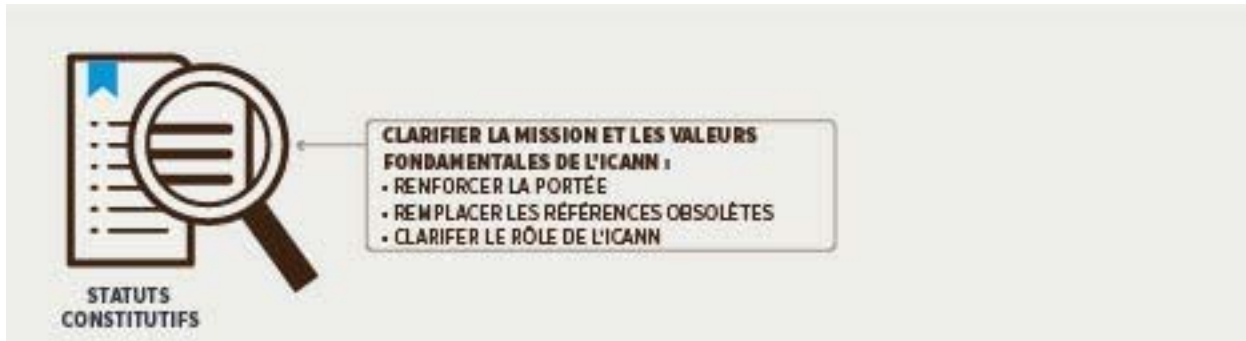 CLARIFIER LA MISSION ET LES VALEURS
FONDAMENTALES DE L'ICANN :
• RENFORCER LA PORTÉE
• REMPLACER LES RÉFÉRENCES OBSOLÈTES
• CLARIFER LE RÔLE DE L'ICANN
STATUTS
CONSTITUTIFS